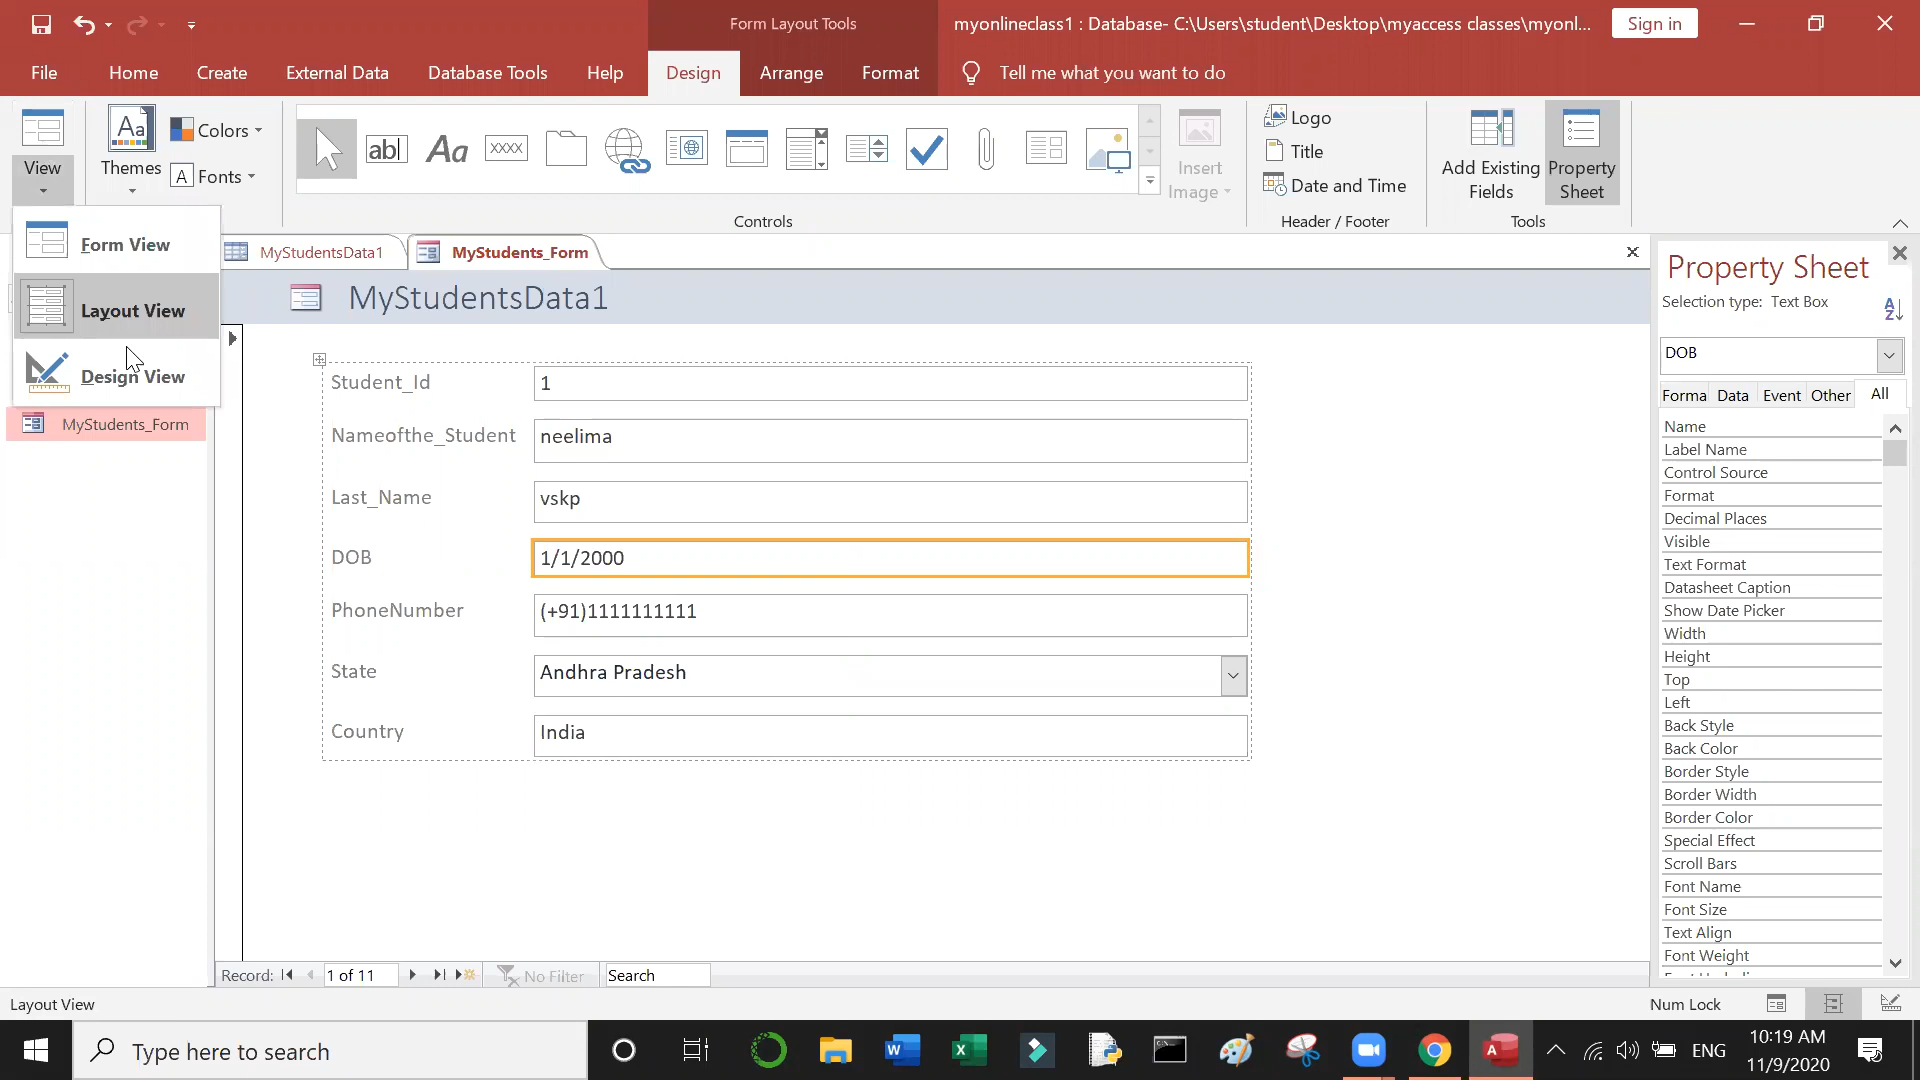 Form Layout Tools
myonlineclass1 : Database- C:\Users\student\Desktop\myaccess classes\myonl...
Sign in
File Home Create External Data Database Tools Help Design Arrange Format Tell me what you want to do
View
Themes
Aa
Colors
A Fonts
ab|
Aa
XXXX
Insert
Image
Logo
Title
Date and Time
Add Existing
Fields
Property
Sheet
Controls
Header / Footer
Tools
Form View
Layout View
Design View
MyStudents_Form
MyStudentsData1
MyStudents_Form
MyStudentsData1
Student_Id 1
Nameofthe_Student neelima
Last_Name vskp
DOB 1/1/2000
PhoneNumber (+91)1111111111
State Andhra Pradesh
Country India
Property Sheet
Selection type: Text Box
AZ
DOB
Forma Data Event Other All
Name
Label Name
Control Source
Format
Decimal Places
Visible
Text Format
Datasheet Caption
Show Date Picker
Width
Height
Top
Left
Back Style
Back Color
Border Style
Border Width
Border Color
Special Effect
Scroll Bars
Font Name
Font Size
Text Align
Font Weight
Record: 1 of 11 No Filter Search
Layout View
Num Lock
Type here to search
ENG
10:19 AM
11/9/2020